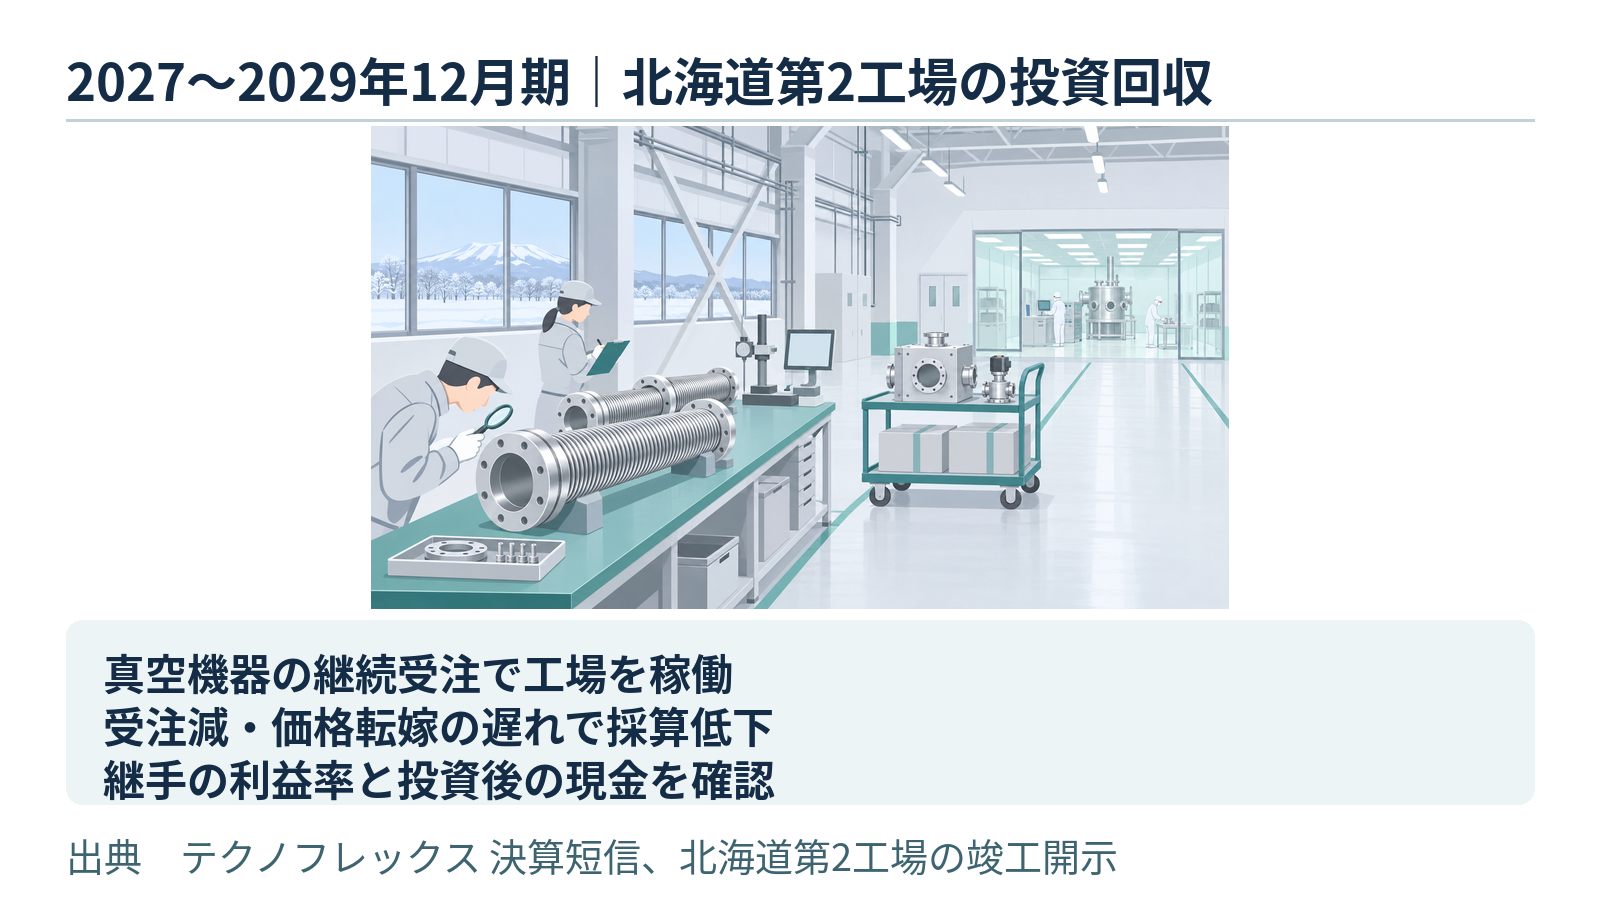 2027～2029年12月期｜北海道第2工場の投資回収
真空機器の継続受注で工場を稼働
受注減・価格転嫁の遅れで採算低下
継手の利益率と投資後の現金を確認
出典　テクノフレックス 決算短信、北海道第2工場の竣工開示